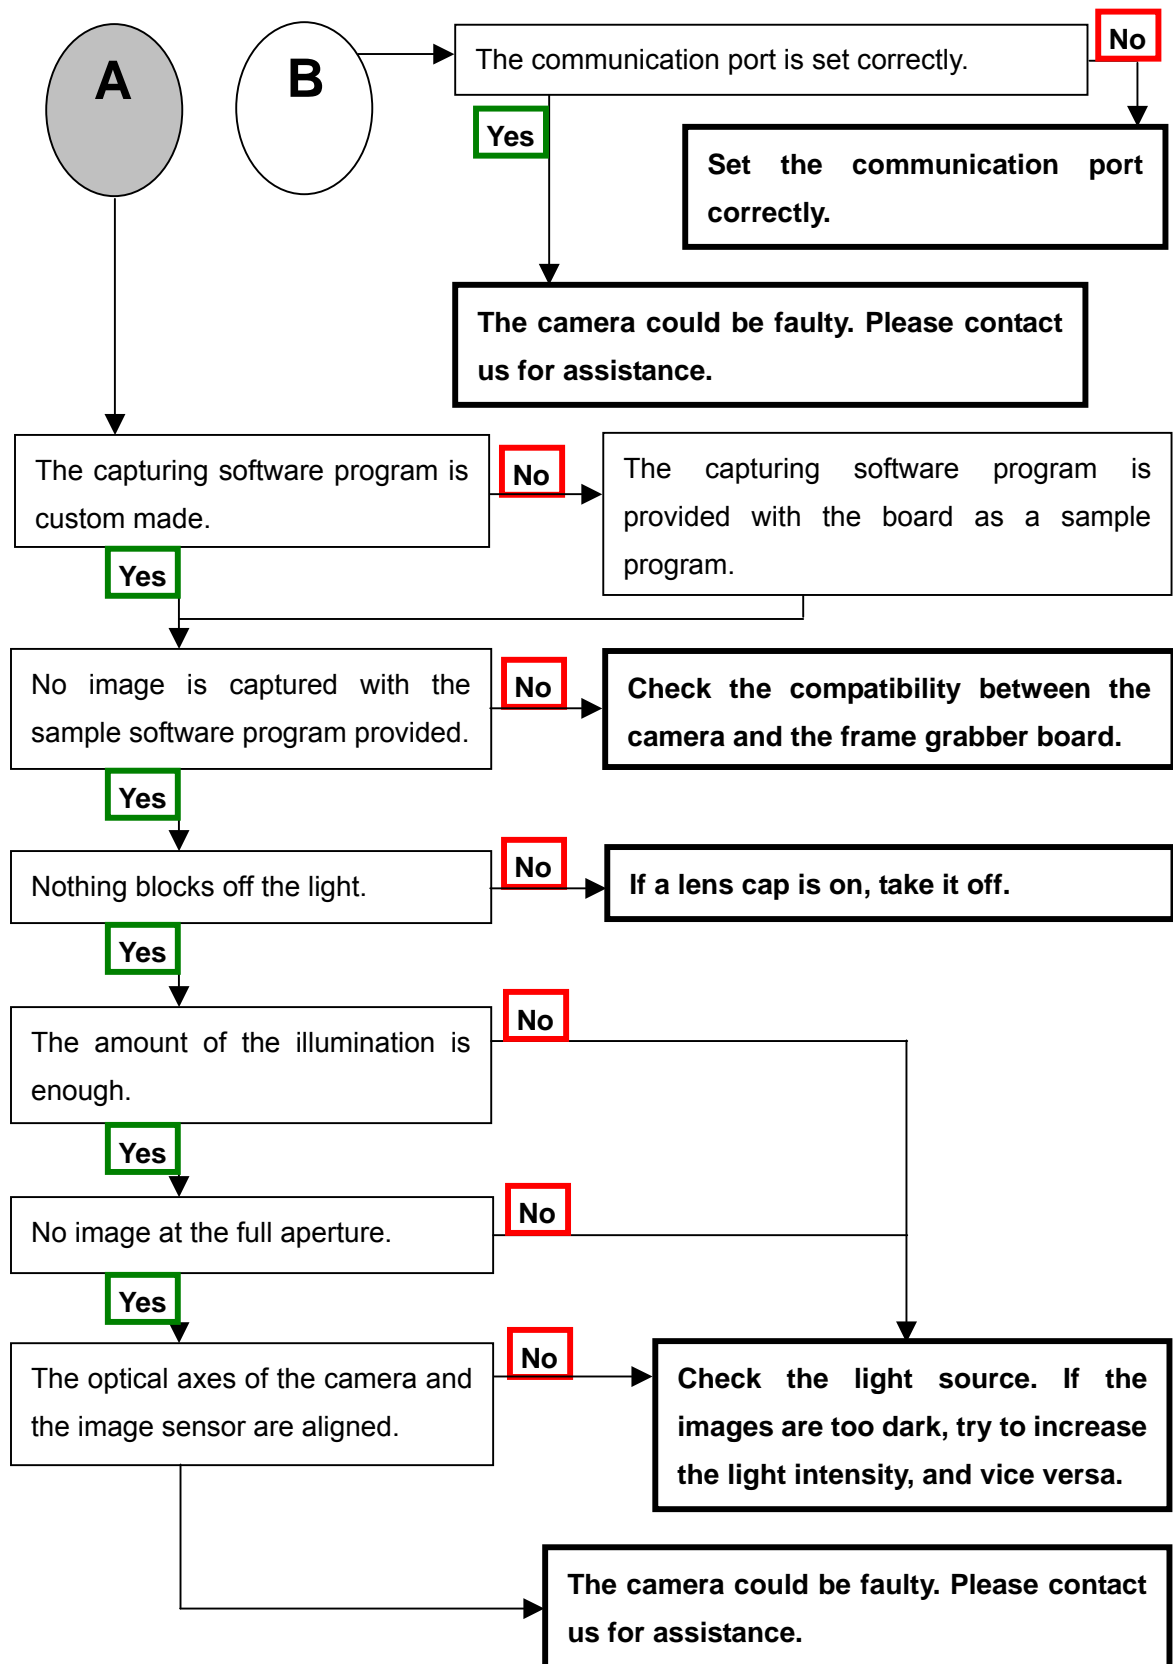 A
B
The communication port is set correctly.
No
Yes
Set the communication port
correctly.
The camera could be faulty. Please contact
us for assistance.
The capturing software program is
custom made.
No
The capturing software program is
provided with the board as a sample
program.
Yes
No image is captured with the
sample software program provided.
No
Check the compatibility between the
camera and the frame grabber board.
Yes
Nothing blocks off the light.
No
If a lens cap is on, take it off.
Yes
The amount of the illumination is
enough.
No
Yes
No image at the full aperture.
No
Yes
The optical axes of the camera and
the image sensor are aligned.
No
Check the light source. If the
images are too dark, try to increase
the light intensity, and vice versa.
The camera could be faulty. Please contact
us for assistance.